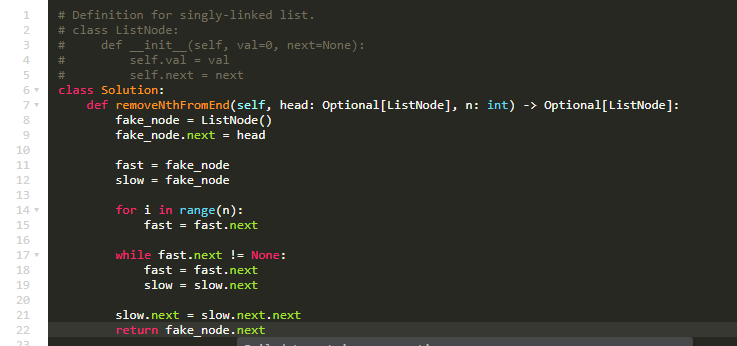 1 # Definition for singly-linked list.
2 # class ListNode:
3 #     def __init__(self, val=0, next=None):
4 #         self.val = val
5 #         self.next = next
6 class Solution:
7     def removeNthFromEnd(self, head: Optional[ListNode], n: int) -> Optional[ListNode]:
8         fake_node = ListNode()
9         fake_node.next = head
10
11         fast = fake_node
12         slow = fake_node
13
14         for i in range(n):
15             fast = fast.next
16
17         while fast.next != None:
18             fast = fast.next
19             slow = slow.next
20
21         slow.next = slow.next.next
22         return fake_node.next
23